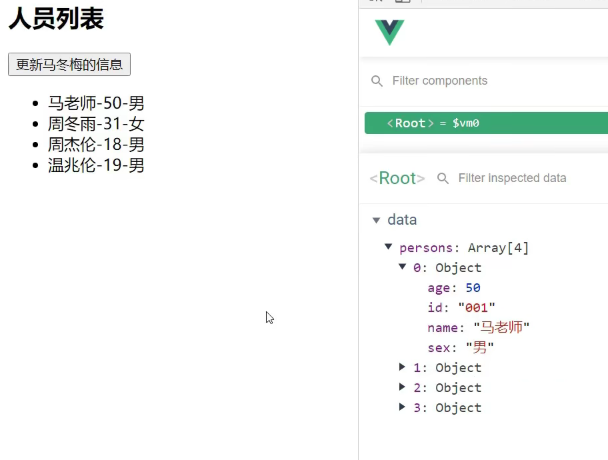 人员列表
更新马冬梅的信息
马老师-50-男
周冬雨-31-女
周杰伦-18-男
温兆伦-19-男
Filter components
<Root> = $vm0
<Root> Filter inspected data
data
persons: Array[4]
0: Object
age: 50
id: "001"
name: "马老师"
sex: "男"
1: Object
2: Object
3: Object